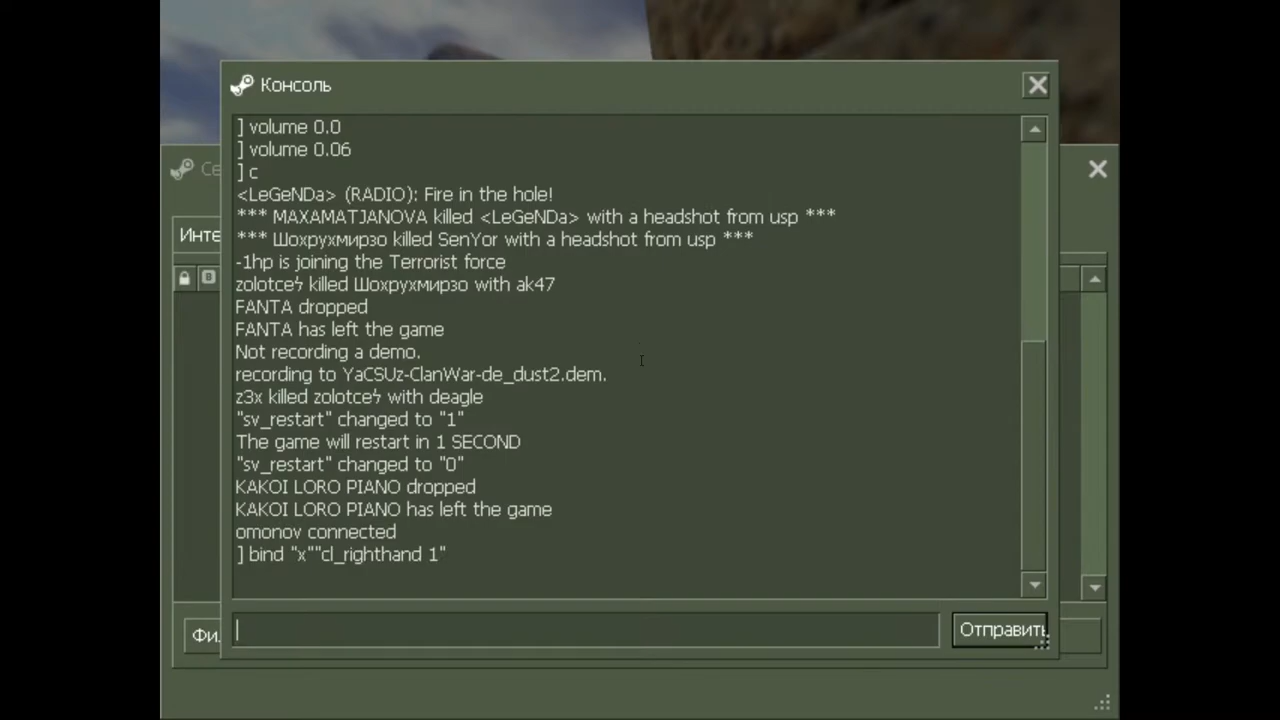 Консоль
] volume 0.0
] volume 0.06
] c
<LeGeNDa> (RADIO): Fire in the hole!
*** MAXAMATJANOVA killed <LeGeNDa> with a headshot from usp ***
*** Шохрухмирзо killed SenYor with a headshot from usp ***
-1hp is joining the Terrorist force
zolotceϟ killed Шохрухмирзо with ak47
FANTA dropped
FANTA has left the game
Not recording a demo.
recording to YaCSUz-ClanWar-de_dust2.dem.
z3x killed zolotceϟ with deagle
"sv_restart" changed to "1"
The game will restart in 1 SECOND
"sv_restart" changed to "0"
KAKOI LORO PIANO dropped
KAKOI LORO PIANO has left the game
omonov connected
] bind "x""cl_righthand 1"
Отправить
Се
Инте
Фи